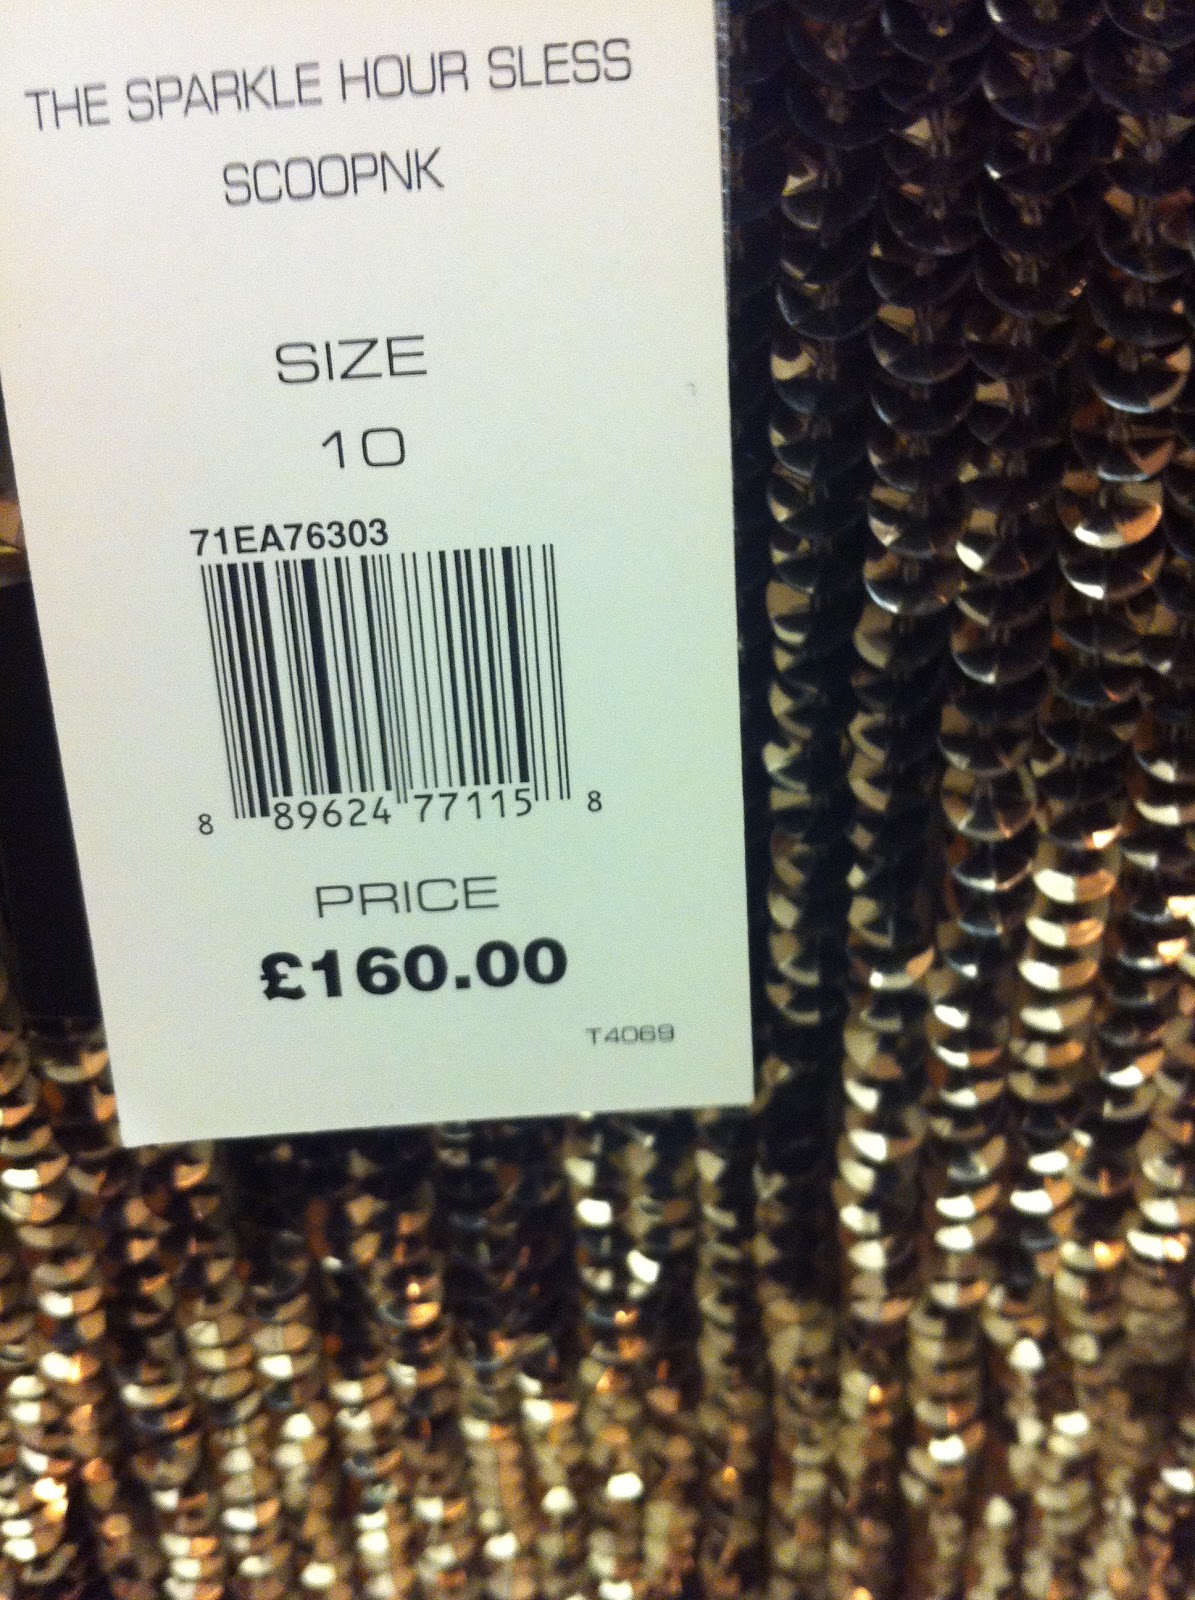 THE SPARKLE HOUR SLESS
SCOOPNK
SIZE
10
71EA76303
8 89624 77115 8
PRICE
£160.00
T4069